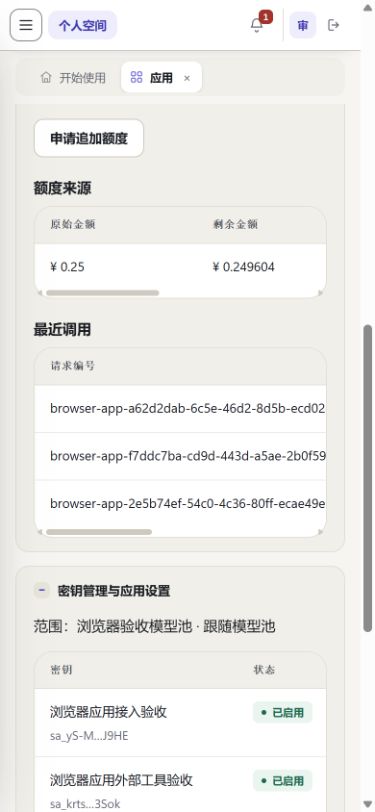 个人空间
1
审
开始使用
应用 ×
申请追加额度
额度来源
原始金额 剩余金额
¥ 0.25 ¥ 0.249604
最近调用
请求编号
browser-app-a62d2dab-6c5e-46d2-8d5b-ecd02
browser-app-f7ddc7ba-cd9d-443d-a5ae-2b0f59
browser-app-2e5b74ef-54c0-4c36-80ff-ecae49e
密钥管理与应用设置
范围：浏览器验收模型池 · 跟随模型池
密钥 状态
浏览器应用接入验收 已启用
sa_yS-M...J9HE
浏览器应用外部工具验收 已启用
sa_krts...3Sok